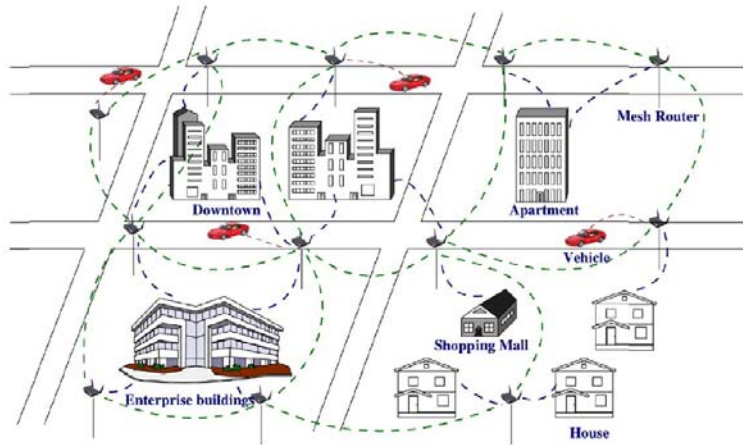 Mesh Router
Downtown
Apartment
Vehicle
Shopping Mall
Enterprise buildings
House